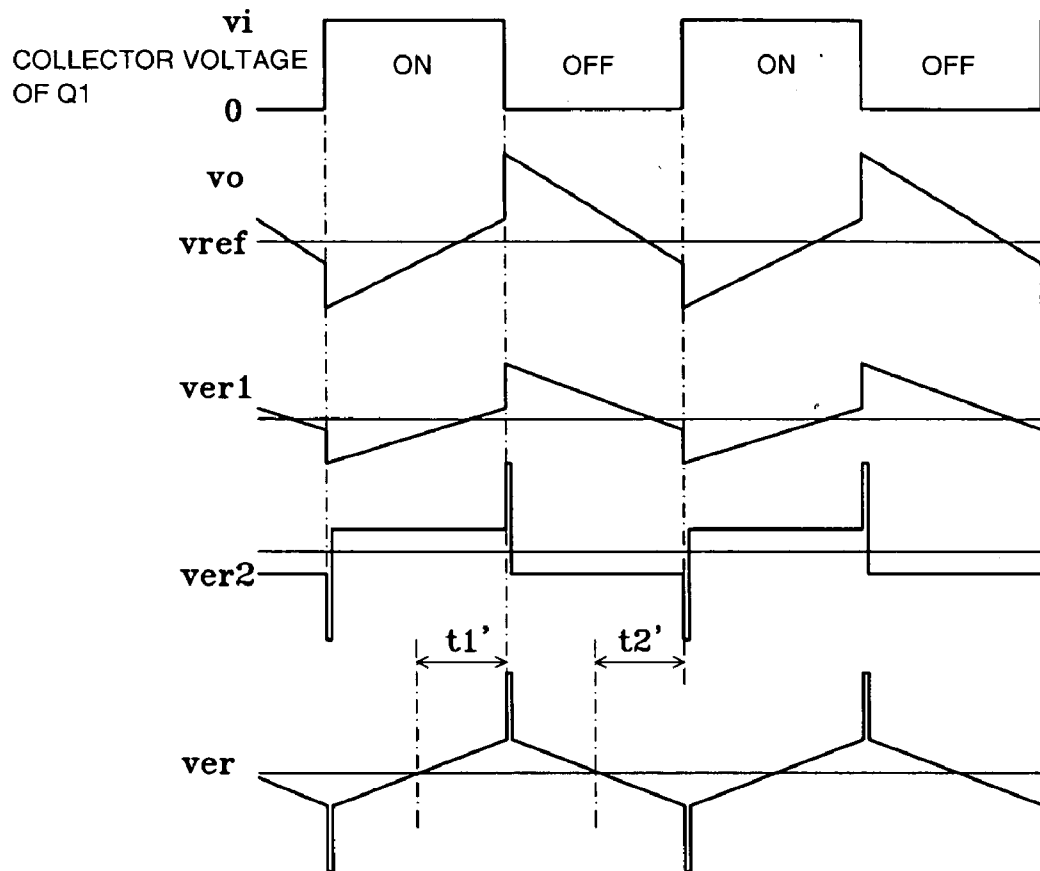 vi
COLLECTOR VOLTAGE
OF Q1
ON OFF ON OFF
0
vo
vref
ver1
ver2
t1' t2'
ver